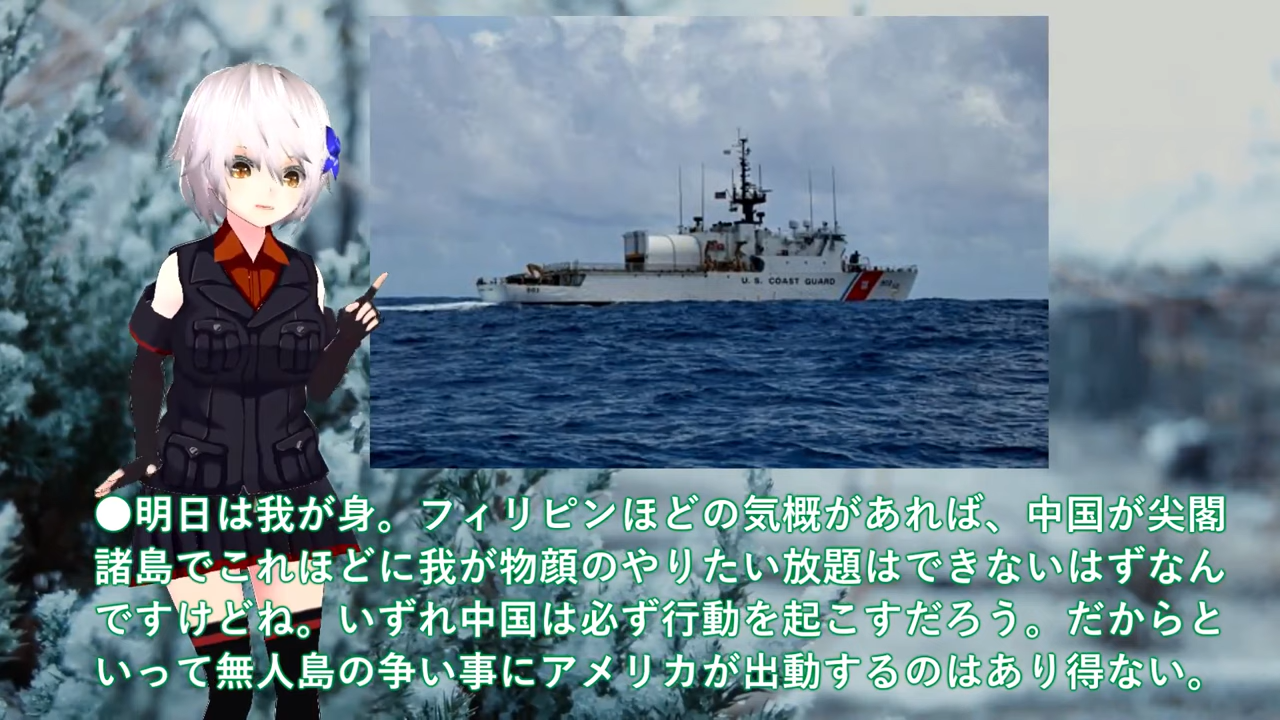 U. S. COAST GUARD
●明日は我が身。フィリピンほどの気概があれば、中国が尖閣
諸島でこれほどに我が物顔のやりたい放題はできないはずなん
ですけどね。いずれ中国は必ず行動を起こすだろう。だからと
いって無人島の争い事にアメリカが出動するのはあり得ない。